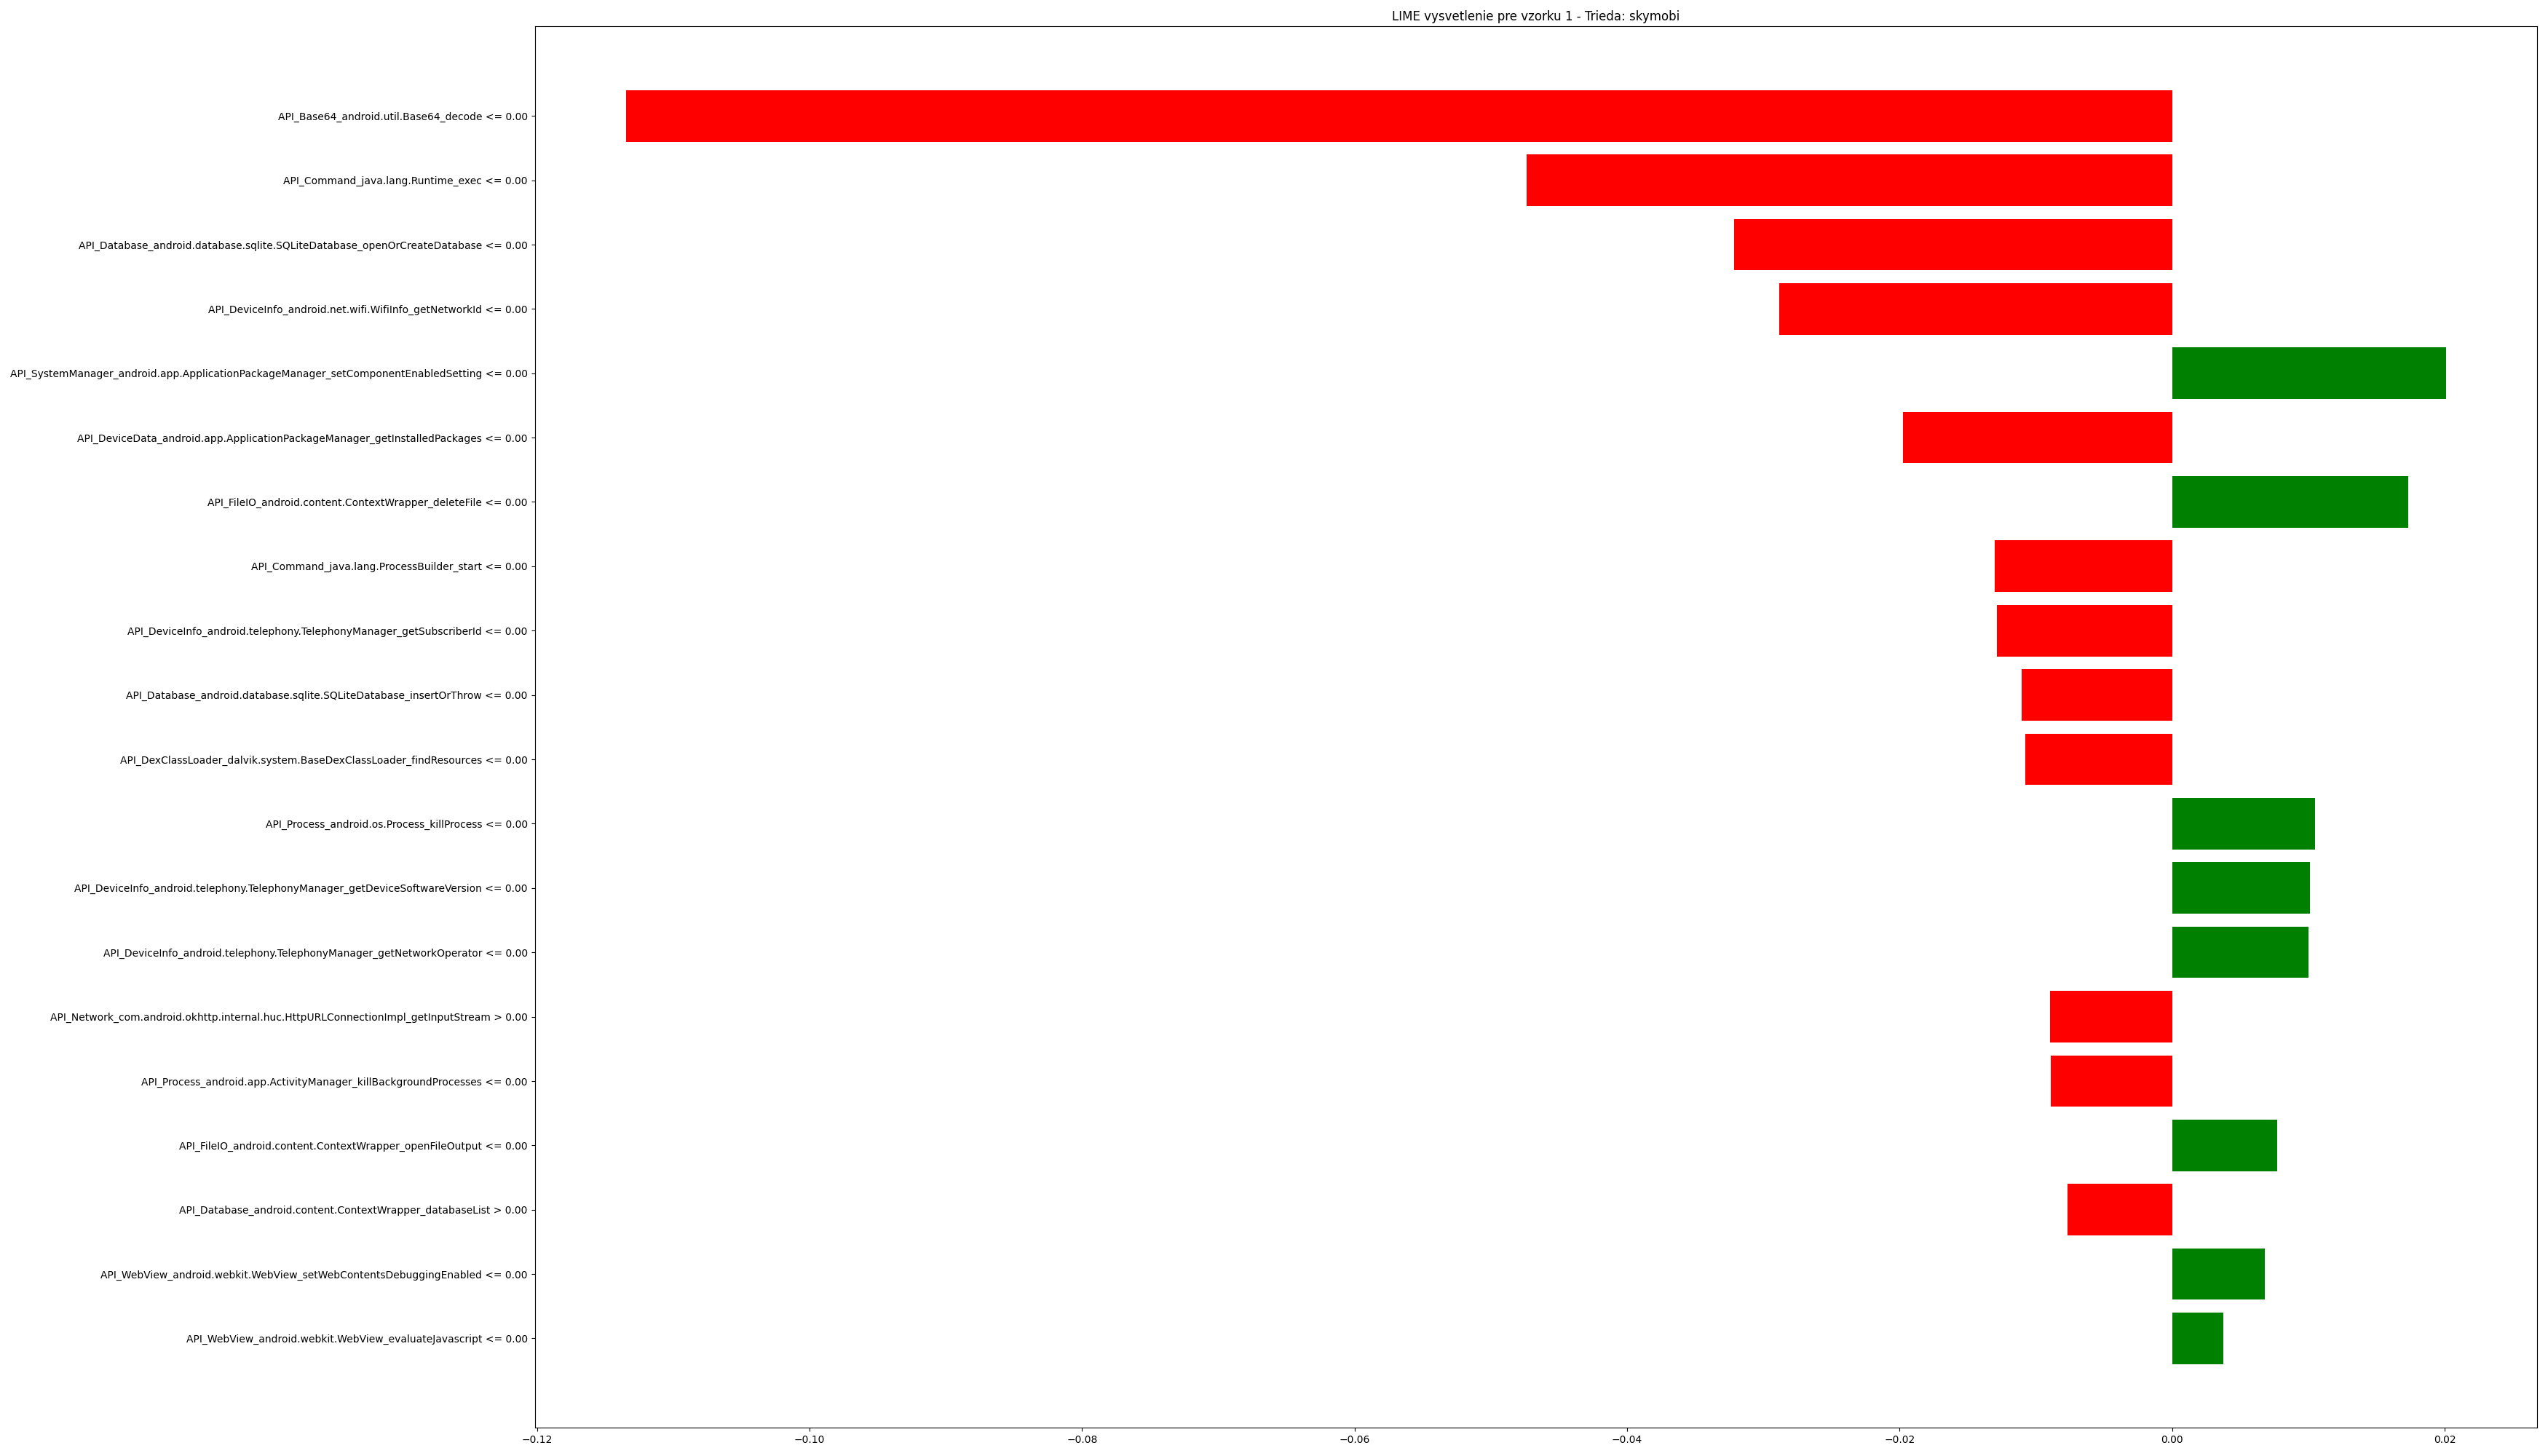 LIME vysvetlenie pre vzorku 1 - Trieda: skymobi
API_Base64_android.util.Base64_decode <= 0.00
API_Command_java.lang.Runtime_exec <= 0.00
API_Database_android.database.sqlite.SQLiteDatabase_openOrCreateDatabase <= 0.00
API_DeviceInfo_android.net.wifi.WifiInfo_getNetworkId <= 0.00
API_SystemManager_android.app.ApplicationPackageManager_setComponentEnabledSetting <= 0.00
API_DeviceData_android.app.ApplicationPackageManager_getInstalledPackages <= 0.00
API_FileIO_android.content.ContextWrapper_deleteFile <= 0.00
API_Command_java.lang.ProcessBuilder_start <= 0.00
API_DeviceInfo_android.telephony.TelephonyManager_getSubscriberId <= 0.00
API_Database_android.database.sqlite.SQLiteDatabase_insertOrThrow <= 0.00
API_DexClassLoader_dalvik.system.BaseDexClassLoader_findResources <= 0.00
API_Process_android.os.Process_killProcess <= 0.00
API_DeviceInfo_android.telephony.TelephonyManager_getDeviceSoftwareVersion <= 0.00
API_DeviceInfo_android.telephony.TelephonyManager_getNetworkOperator <= 0.00
API_Network_com.android.okhttp.internal.huc.HttpURLConnectionImpl_getInputStream > 0.00
API_Process_android.app.ActivityManager_killBackgroundProcesses <= 0.00
API_FileIO_android.content.ContextWrapper_openFileOutput <= 0.00
API_Database_android.content.ContextWrapper_databaseList > 0.00
API_WebView_android.webkit.WebView_setWebContentsDebuggingEnabled <= 0.00
API_WebView_android.webkit.WebView_evaluateJavascript <= 0.00
−0.12 −0.10 −0.08 −0.06 −0.04 −0.02 0.00 0.02